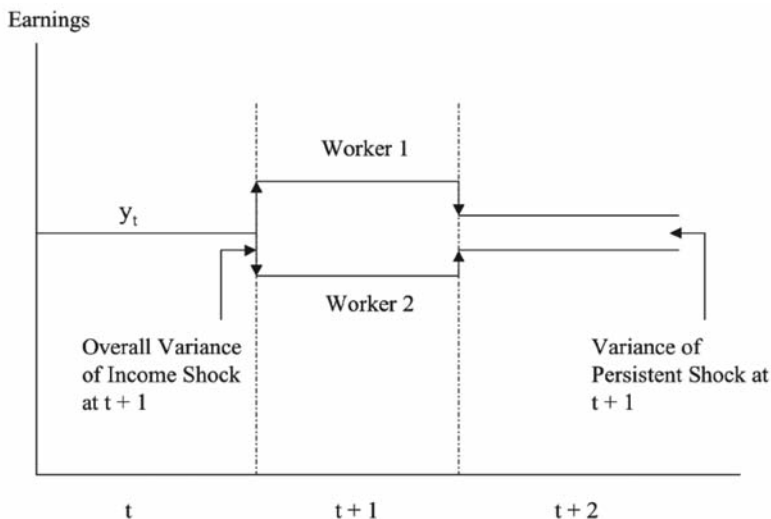 Earnings
Worker 1
yt
Worker 2
Overall Variance
of Income Shock
at t + 1
Variance of
Persistent Shock at
t + 1
t
t + 1
t + 2